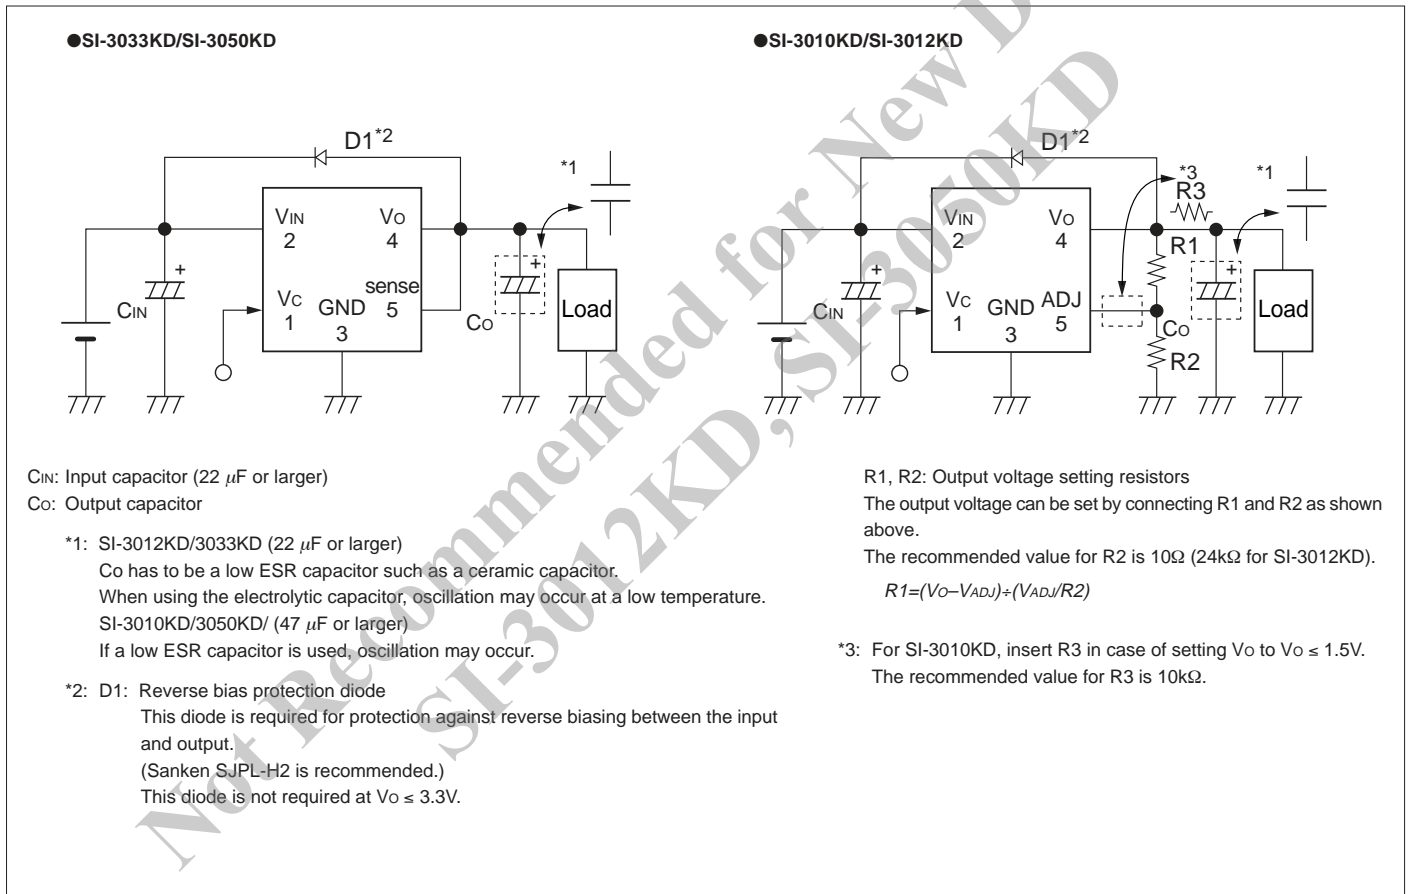 ●SI-3033KD/SI-3050KD
D1*2
*1
VIN
2
VO
4
sense
5
VC
1
GND
3
CIN
+
CO
+
Load
●SI-3010KD/SI-3012KD
D1*2
*3
R3
*1
VIN
2
VO
4
R1
VC
1
GND
3
ADJ
5
CIN
+
CO
+
R2
Load
CIN: Input capacitor (22 μF or larger)
CO: Output capacitor
*1: SI-3012KD/3033KD (22 μF or larger)
Co has to be a low ESR capacitor such as a ceramic capacitor.
When using the electrolytic capacitor, oscillation may occur at a low temperature.
SI-3010KD/3050KD/ (47 μF or larger)
If a low ESR capacitor is used, oscillation may occur.
*2: D1: Reverse bias protection diode
This diode is required for protection against reverse biasing between the input
and output.
(Sanken SJPL-H2 is recommended.)
This diode is not required at VO ≤ 3.3V.
R1, R2: Output voltage setting resistors
The output voltage can be set by connecting R1 and R2 as shown
above.
The recommended value for R2 is 10Ω (24kΩ for SI-3012KD).
R1=(VO–VADJ)÷(VADJ/R2)
*3: For SI-3010KD, insert R3 in case of setting VO to VO ≤ 1.5V.
The recommended value for R3 is 10kΩ.
Not Recommended for New D
SI-3012KD, SI-3050KD